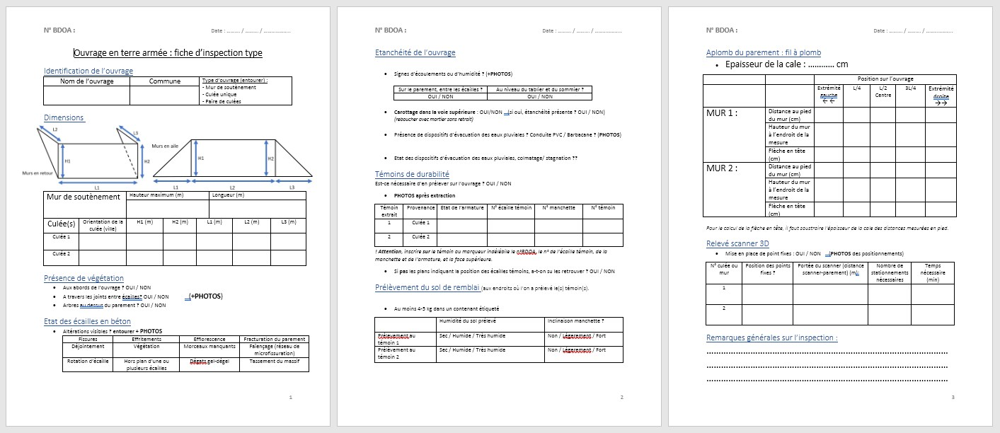 N° BDOA :
Date : ......... / ......... / ..................
Ouvrage en terre armée : fiche d'inspection type
Identification de l'ouvrage
Nom de l'ouvrage
Commune
Type d'ouvrage (entourer) :
- Mur de soutènement
- Culée unique
- Paire de culées
Dimensions
L2
L3
H1
H2
Murs en retour
L1
Murs en aile
H1
H2
L1
L2
L3
Mur de soutènement
Hauteur maximum (m)
Longueur (m)
Culée(s)
Orientation de la culée (ville)
H1 (m)
H2 (m)
L1 (m)
L2 (m)
L3 (m)
Culée 1
Culée 2
Présence de végétation
• Aux abords de l'ouvrage ? OUI / NON
• A travers les joints entre écailles? OUI / NON (+PHOTOS)
• Arbres au dessus du parement ? OUI / NON
Etat des écailles en béton
• Altérations visibles ? entourer + PHOTOS
Fissures
Effritements
Efflorescence
Fracturation du parement
Déjointement
Végétation
Morceaux manquants
Faïençage (réseau de microfissuration)
Rotation d'écaille
Hors plan d'une ou plusieurs écailles
Dégats gel-dégel
Tassement du massif
1
N° BDOA :
Date : ......... / ......... / ..................
Etanchéité de l'ouvrage
• Signes d'écoulements ou d'humidité ? (+PHOTOS)
Sur le parement, entre les écailles ?
Au niveau du tablier et du sommier ?
OUI / NON
OUI / NON
• Carottage dans la voie supérieure : OUI/NON (si oui, étanchéité présente ? OUI / NON)
(reboucher avec mortier sans retrait)
• Présence de dispositifs d'évacuation des eaux pluviales ? Conduite PVC / Barbacane ? (PHOTOS)
• Etat des dispositifs d'évacuation des eaux pluviales, colmatage/ stagnation ??
Témoins de durabilité
Est-ce nécessaire d'en prélever sur l'ouvrage ? OUI / NON
• PHOTOS après extraction
Témoin extrait
Provenance
Etat de l'armature
N° écaille témoin
N° manchette
N° témoin
1
Culée 1
2
Culée 2
! Attention, inscrire sur le témoin au marqueur indélébile le n°BDOA, le n° de l'écaille témoin, de la
manchette et de l'armature, et la face supérieure.
• Si pas les plans indiquant la position des écailles témoins, a-t-on su les retrouver ? OUI / NON
Prélèvement du sol de remblai (aux endroits où l'on a prélevé le(s) témoin(s).
• Au moins 4-5 kg dans un contenant étiqueté
Humidité du sol prélevé
Inclinaison manchette ?
Prélevement au témoin 1
Sec / Humide / Très humide
Non / Légerement / Fort
Prélèvement au témoin 2
Sec / Humide / Très humide
Non / Légerement / Fort
2
N° BDOA :
Date : ......... / ......... / ..................
Aplomb du parement : fil à plomb
• Epaisseur de la cale : ............ cm
Position sur l'ouvrage
Extrémité gauche ←←
L/4
L/2 Centre
3L/4
Extrémité droite →→
MUR 1 :
Distance au pied du mur (cm)
Hauteur du mur à l'endroit de la mesure
Flèche en tête (cm)
MUR 2 :
Distance au pied du mur (cm)
Hauteur du mur à l'endroit de la mesure
Flèche en tête (cm)
Pour le calcul de la flèche en tête, il faut soustraire l'épaisseur de la cale des distances mesurées en pied.
Relevé scanner 3D
• Mise en place de point fixes : OUI / NON (PHOTOS des positionnements)
N° culée ou mur
Position des points fixes ?
Portée du scanner (distance scanner-parement) (m):
Nombre de stationnements nécessaires
Temps nécessaire (min)
1
2
Remarques générales sur l'inspection :
................................................................................
................................................................................
................................................................................
3